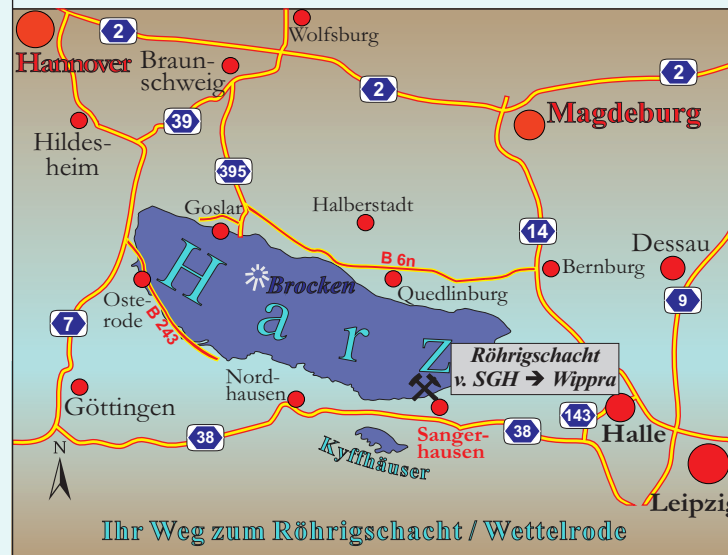 2
Wolfsburg
Hannover
Braun-
schweig
2
2
Magdeburg
39
Hildes-
heim
395
Goslar
Halberstadt
14
Dessau
Harz
Brocken
B 6n
Bernburg
Quedlinburg
Oste-
rode
9
7
B 243
Röhrigschacht
v. SGH ➔ Wippra
Nord-
hausen
Göttingen
143
Halle
38
Sanger-
hausen
38
N
Kyffhäuser
Leipzig
Ihr Weg zum Röhrigschacht / Wettelrode